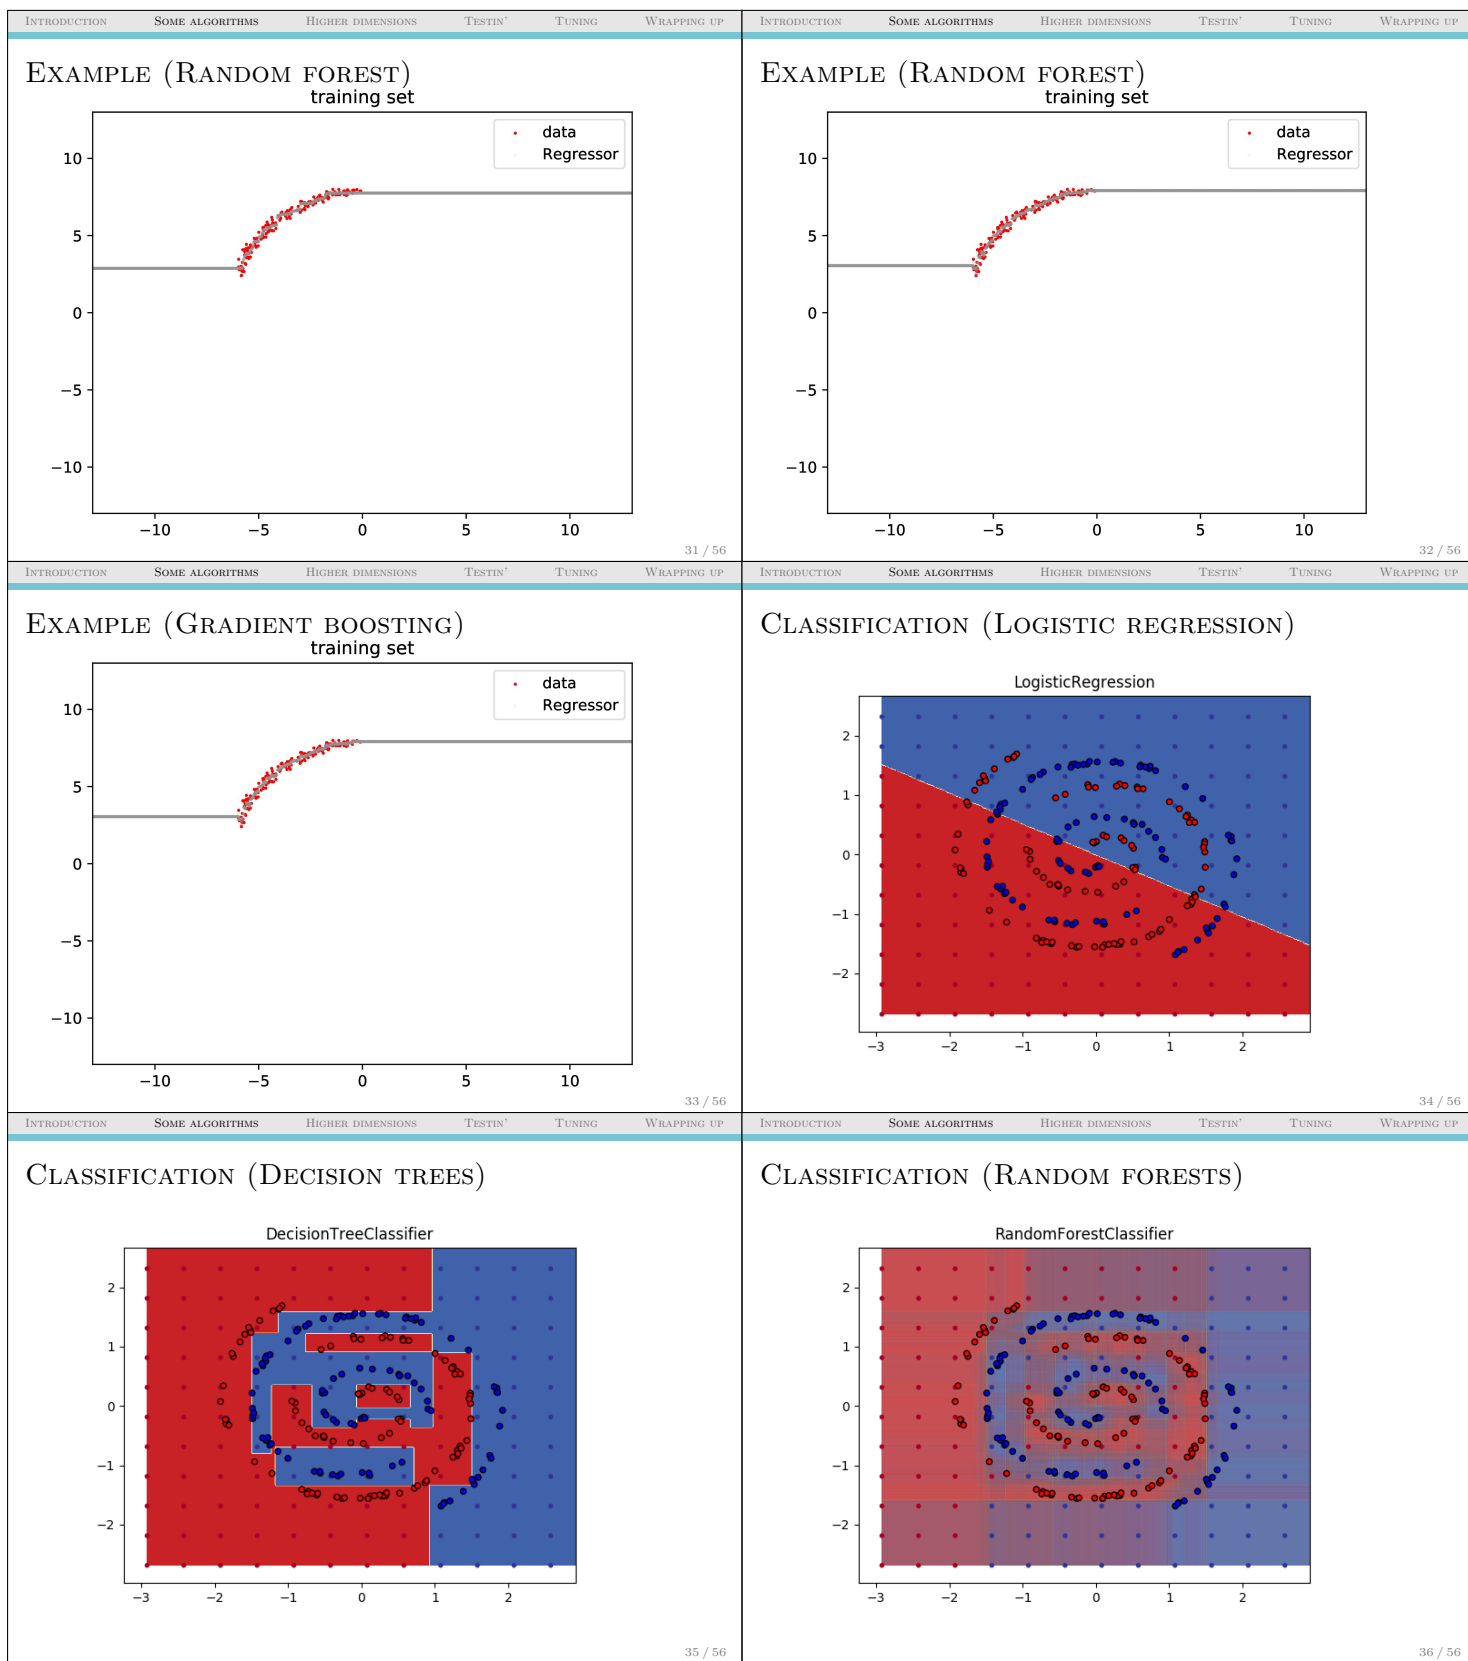 INTRODUCTION SOME ALGORITHMS HIGHER DIMENSIONS TESTIN' TUNING WRAPPING UP
EXAMPLE (RANDOM FOREST)
training set
data
Regressor
10
5
0
−5
−10
−10 −5 0 5 10
31 / 56
INTRODUCTION SOME ALGORITHMS HIGHER DIMENSIONS TESTIN' TUNING WRAPPING UP
EXAMPLE (RANDOM FOREST)
training set
data
Regressor
10
5
0
−5
−10
−10 −5 0 5 10
32 / 56
INTRODUCTION SOME ALGORITHMS HIGHER DIMENSIONS TESTIN' TUNING WRAPPING UP
EXAMPLE (GRADIENT BOOSTING)
training set
data
Regressor
10
5
0
−5
−10
−10 −5 0 5 10
33 / 56
INTRODUCTION SOME ALGORITHMS HIGHER DIMENSIONS TESTIN' TUNING WRAPPING UP
CLASSIFICATION (LOGISTIC REGRESSION)
LogisticRegression
2
1
0
−1
−2
−3 −2 −1 0 1 2
34 / 56
INTRODUCTION SOME ALGORITHMS HIGHER DIMENSIONS TESTIN' TUNING WRAPPING UP
CLASSIFICATION (DECISION TREES)
DecisionTreeClassifier
2
1
0
−1
−2
−3 −2 −1 0 1 2
35 / 56
INTRODUCTION SOME ALGORITHMS HIGHER DIMENSIONS TESTIN' TUNING WRAPPING UP
CLASSIFICATION (RANDOM FORESTS)
RandomForestClassifier
2
1
0
−1
−2
−3 −2 −1 0 1 2
36 / 56